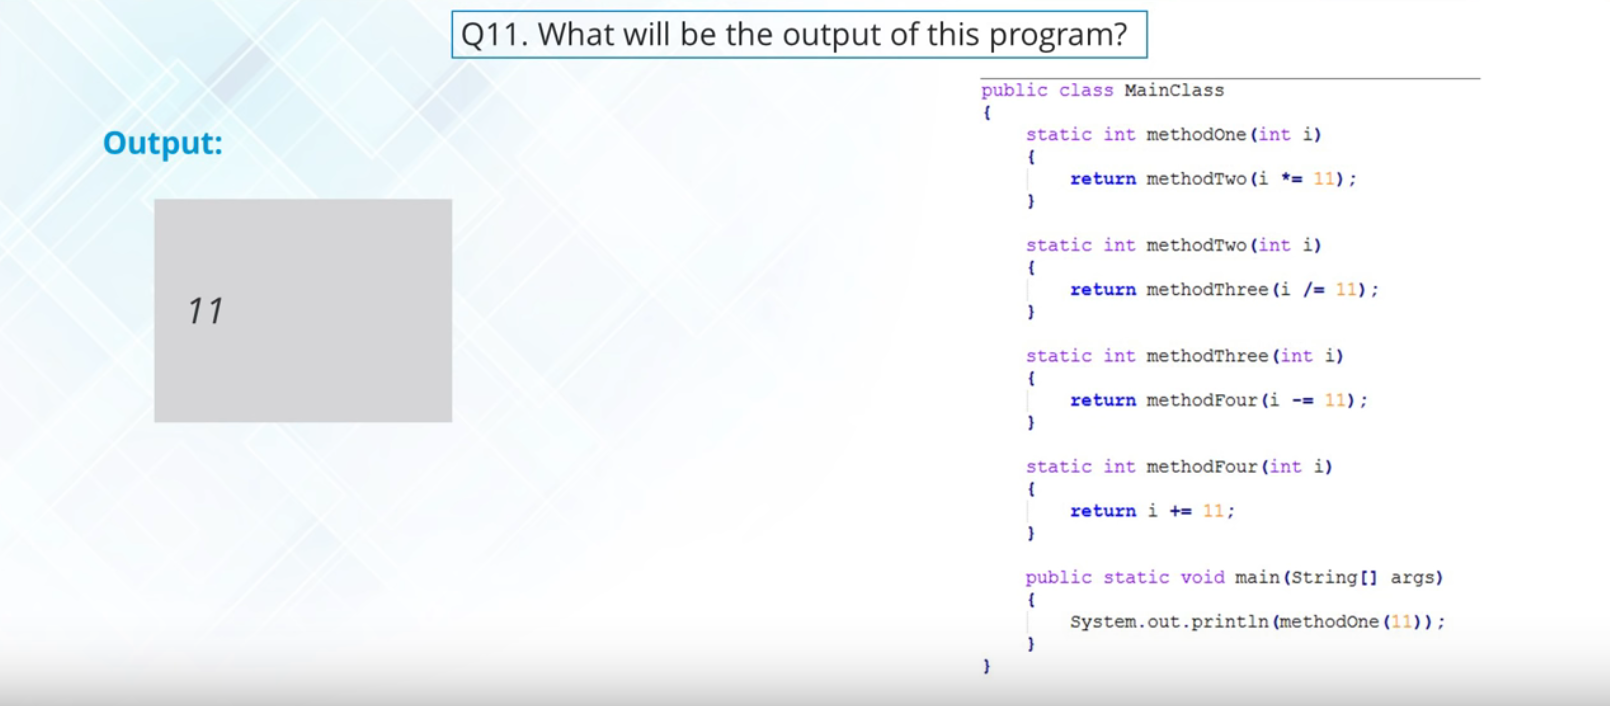 Q11. What will be the output of this program?
Output:
11
public class MainClass
{
    static int methodOne(int i)
    {
        return methodTwo(i *= 11);
    }

    static int methodTwo(int i)
    {
        return methodThree(i /= 11);
    }

    static int methodThree(int i)
    {
        return methodFour(i -= 11);
    }

    static int methodFour(int i)
    {
        return i += 11;
    }

    public static void main(String[] args)
    {
        System.out.println(methodOne(11));
    }
}